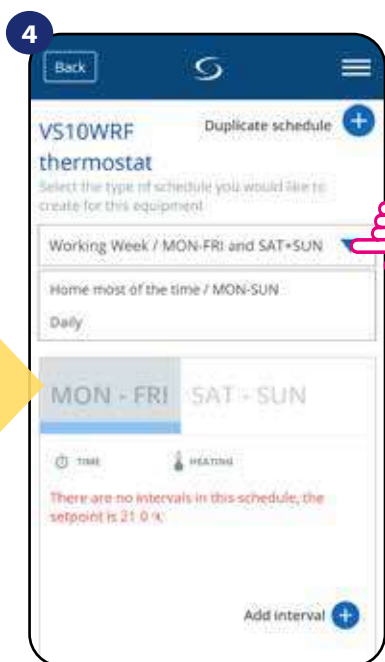 4
Back
Duplicate schedule
VS10WRF
thermostat
Select the type of schedule you would like to
create for this equipment
Working Week / MON-FRI and SAT+SUN
Home most of the time / MON-SUN
Daily
MON - FRI SAT - SUN
TIME HEATING
There are no intervals in this schedule, the
setpoint is 21.0 °C
Add interval